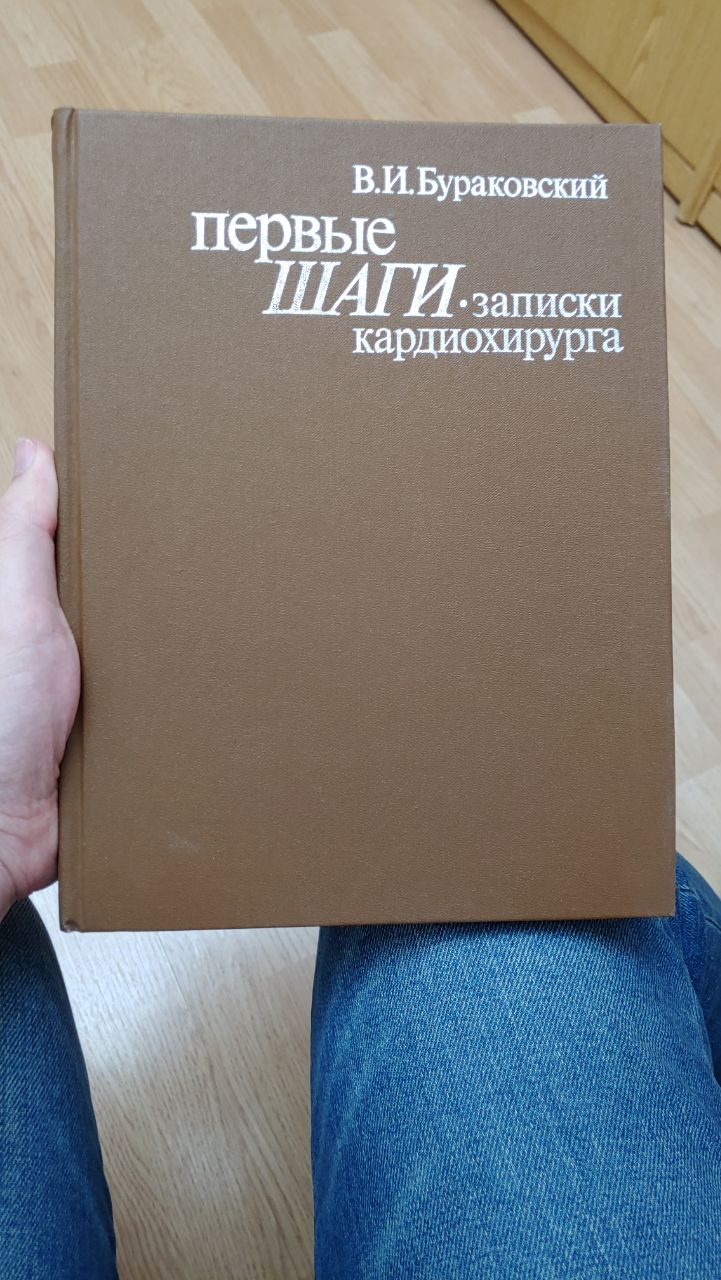 В.И.Бураковский
первые
ШАГИ·записки
кардиохирурга